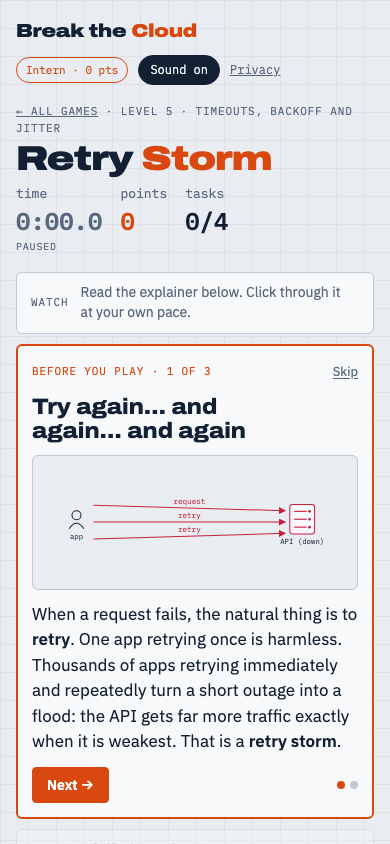 Break the Cloud
Intern · 0 pts
Sound on
Privacy
← ALL GAMES · LEVEL 5 · TIMEOUTS, BACKOFF AND
JITTER
Retry Storm
time points tasks
0:00.0 0 0/4
PAUSED
WATCH
Read the explainer below. Click through it
at your own pace.
BEFORE YOU PLAY · 1 OF 3
Skip
Try again… and
again… and again
request
retry
retry
app
API (down)
When a request fails, the natural thing is to
retry. One app retrying once is harmless.
Thousands of apps retrying immediately
and repeatedly turn a short outage into a
flood: the API gets far more traffic exactly
when it is weakest. That is a retry storm.
Next →